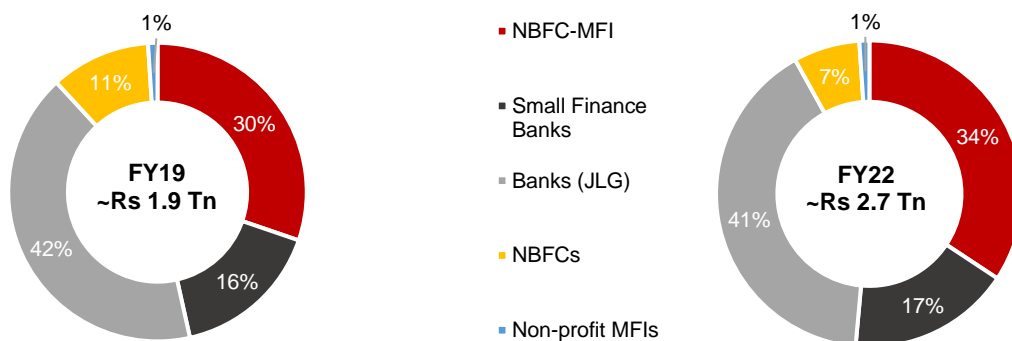 1%
11%
30%
FY19
~Rs 1.9 Tn
42%
16%
NBFC-MFI
Small Finance
Banks
Banks (JLG)
NBFCs
Non-profit MFIs
1%
7%
34%
FY22
~Rs 2.7 Tn
41%
17%